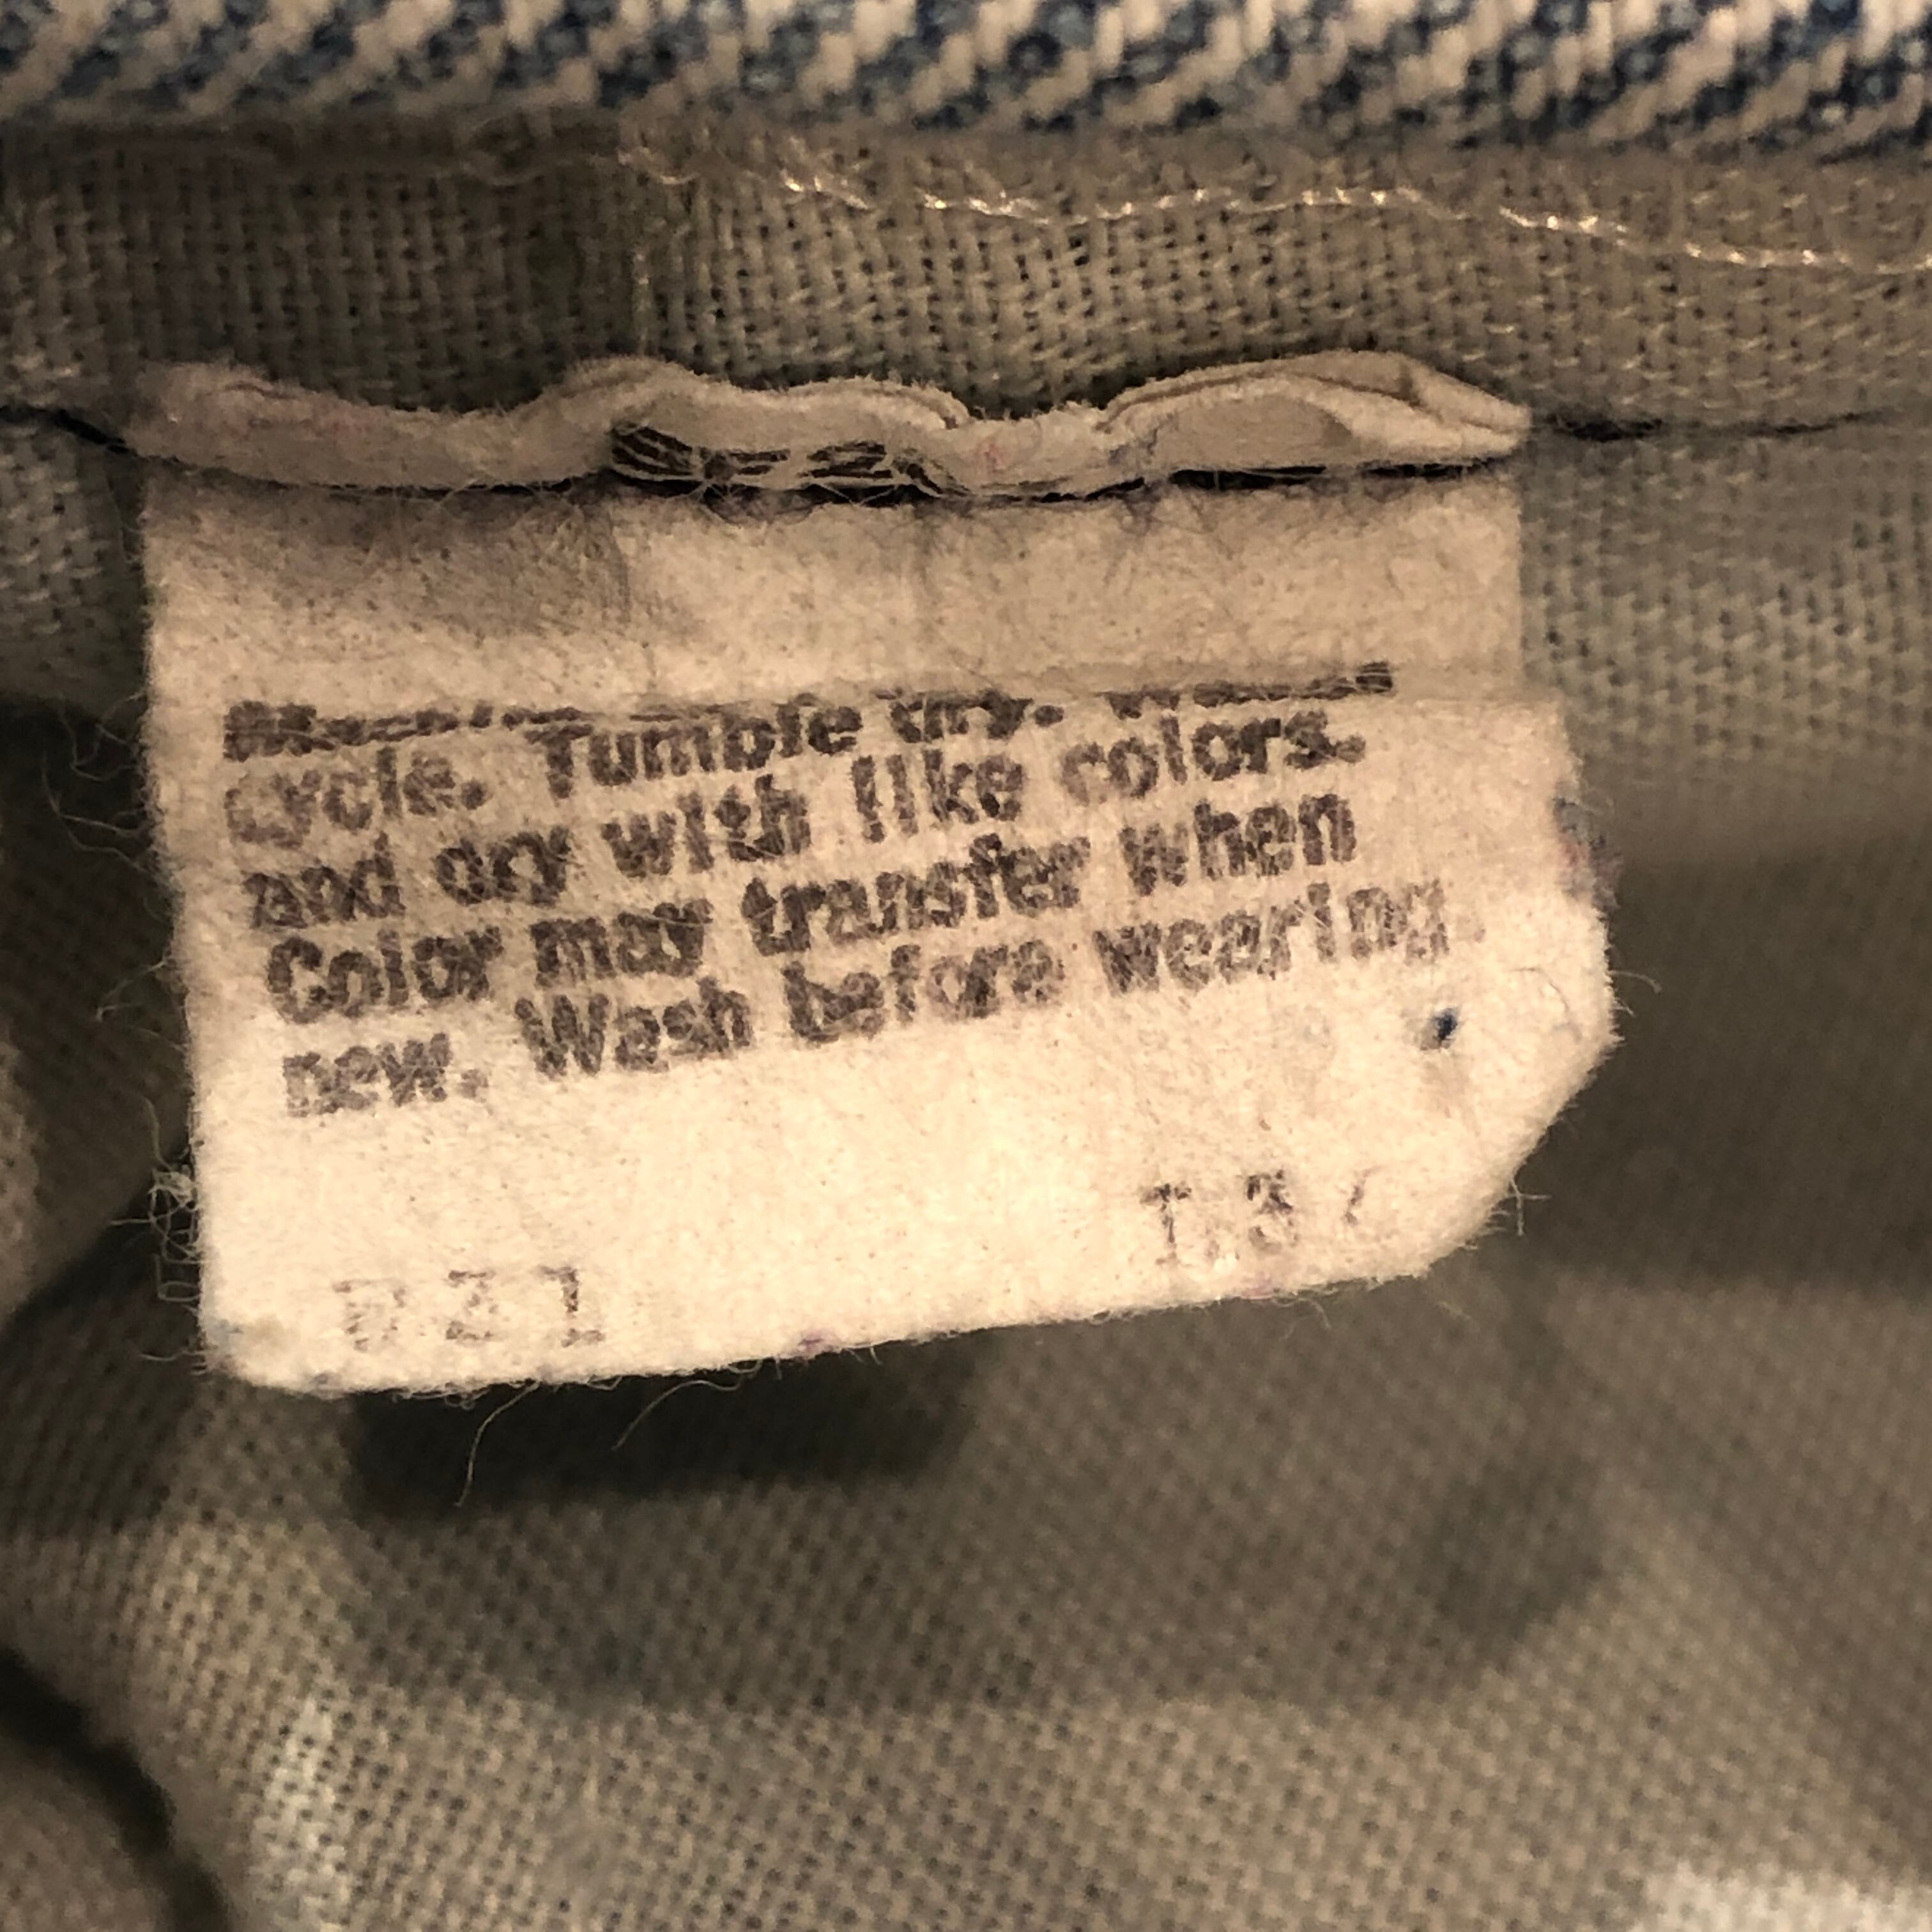 cycle. Tumble dry. Wash
and dry with like colors.
Color may transfer when
new. Wash before wearing.